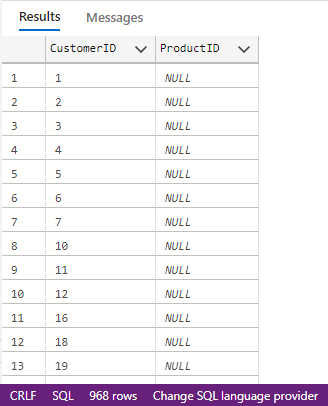 Results Messages
CustomerID ProductID
1 1 NULL
2 2 NULL
3 3 NULL
4 4 NULL
5 5 NULL
6 6 NULL
7 7 NULL
8 10 NULL
9 11 NULL
10 12 NULL
11 16 NULL
12 18 NULL
13 19 NULL
CRLF SQL 968 rows Change SQL language provider